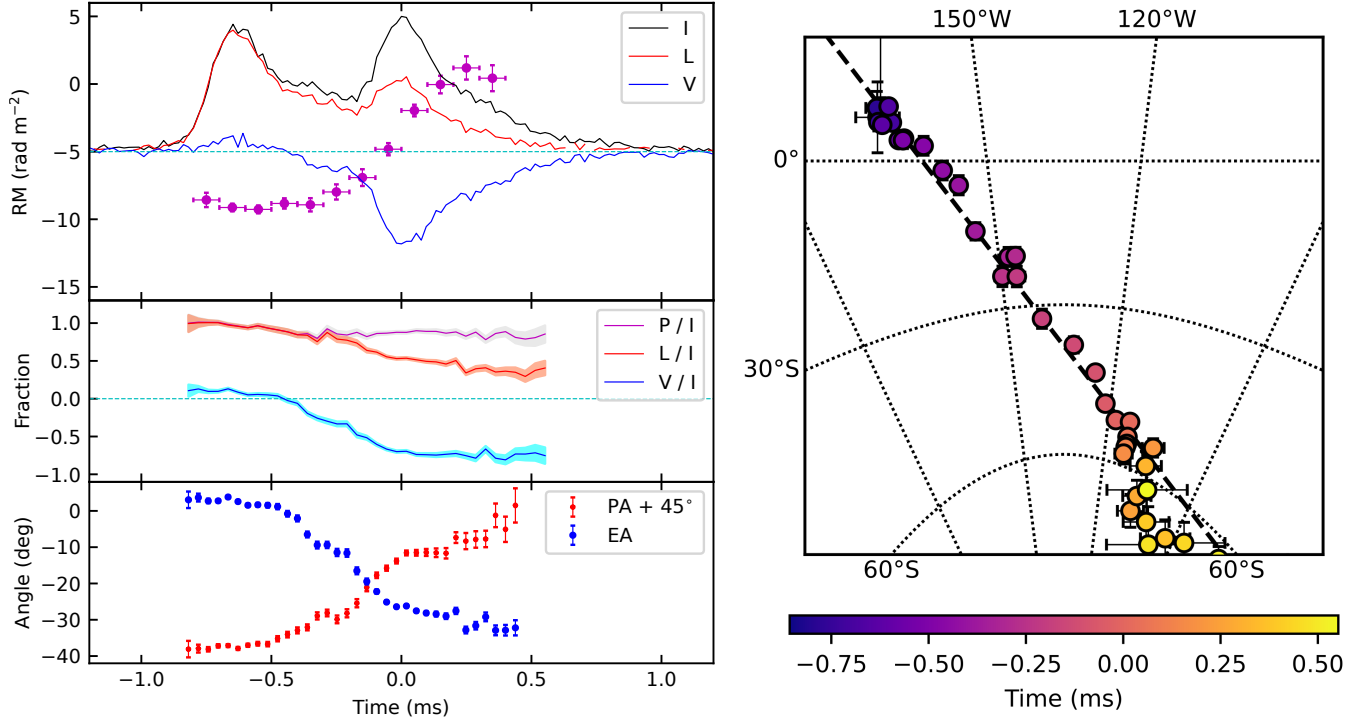 5
0
−5
−10
−15
RM (rad m⁻²)
I
L
V
1.0
0.5
0.0
−0.5
−1.0
Fraction
P / I
L / I
V / I
0
−10
−20
−30
−40
Angle (deg)
PA + 45°
EA
−1.0 −0.5 0.0 0.5 1.0
Time (ms)
150°W 120°W
0°
30°S
60°S 60°S
−0.75 −0.50 −0.25 0.00 0.25 0.50
Time (ms)